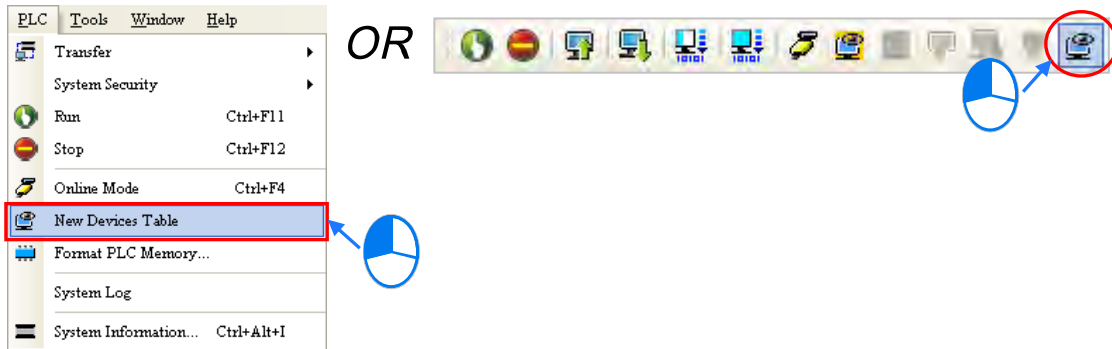 PLC Tools Window Help
Transfer
System Security
Run Ctrl+F11
Stop Ctrl+F12
Online Mode Ctrl+F4
New Devices Table
Format PLC Memory...
System Log
System Information... Ctrl+Alt+I
OR